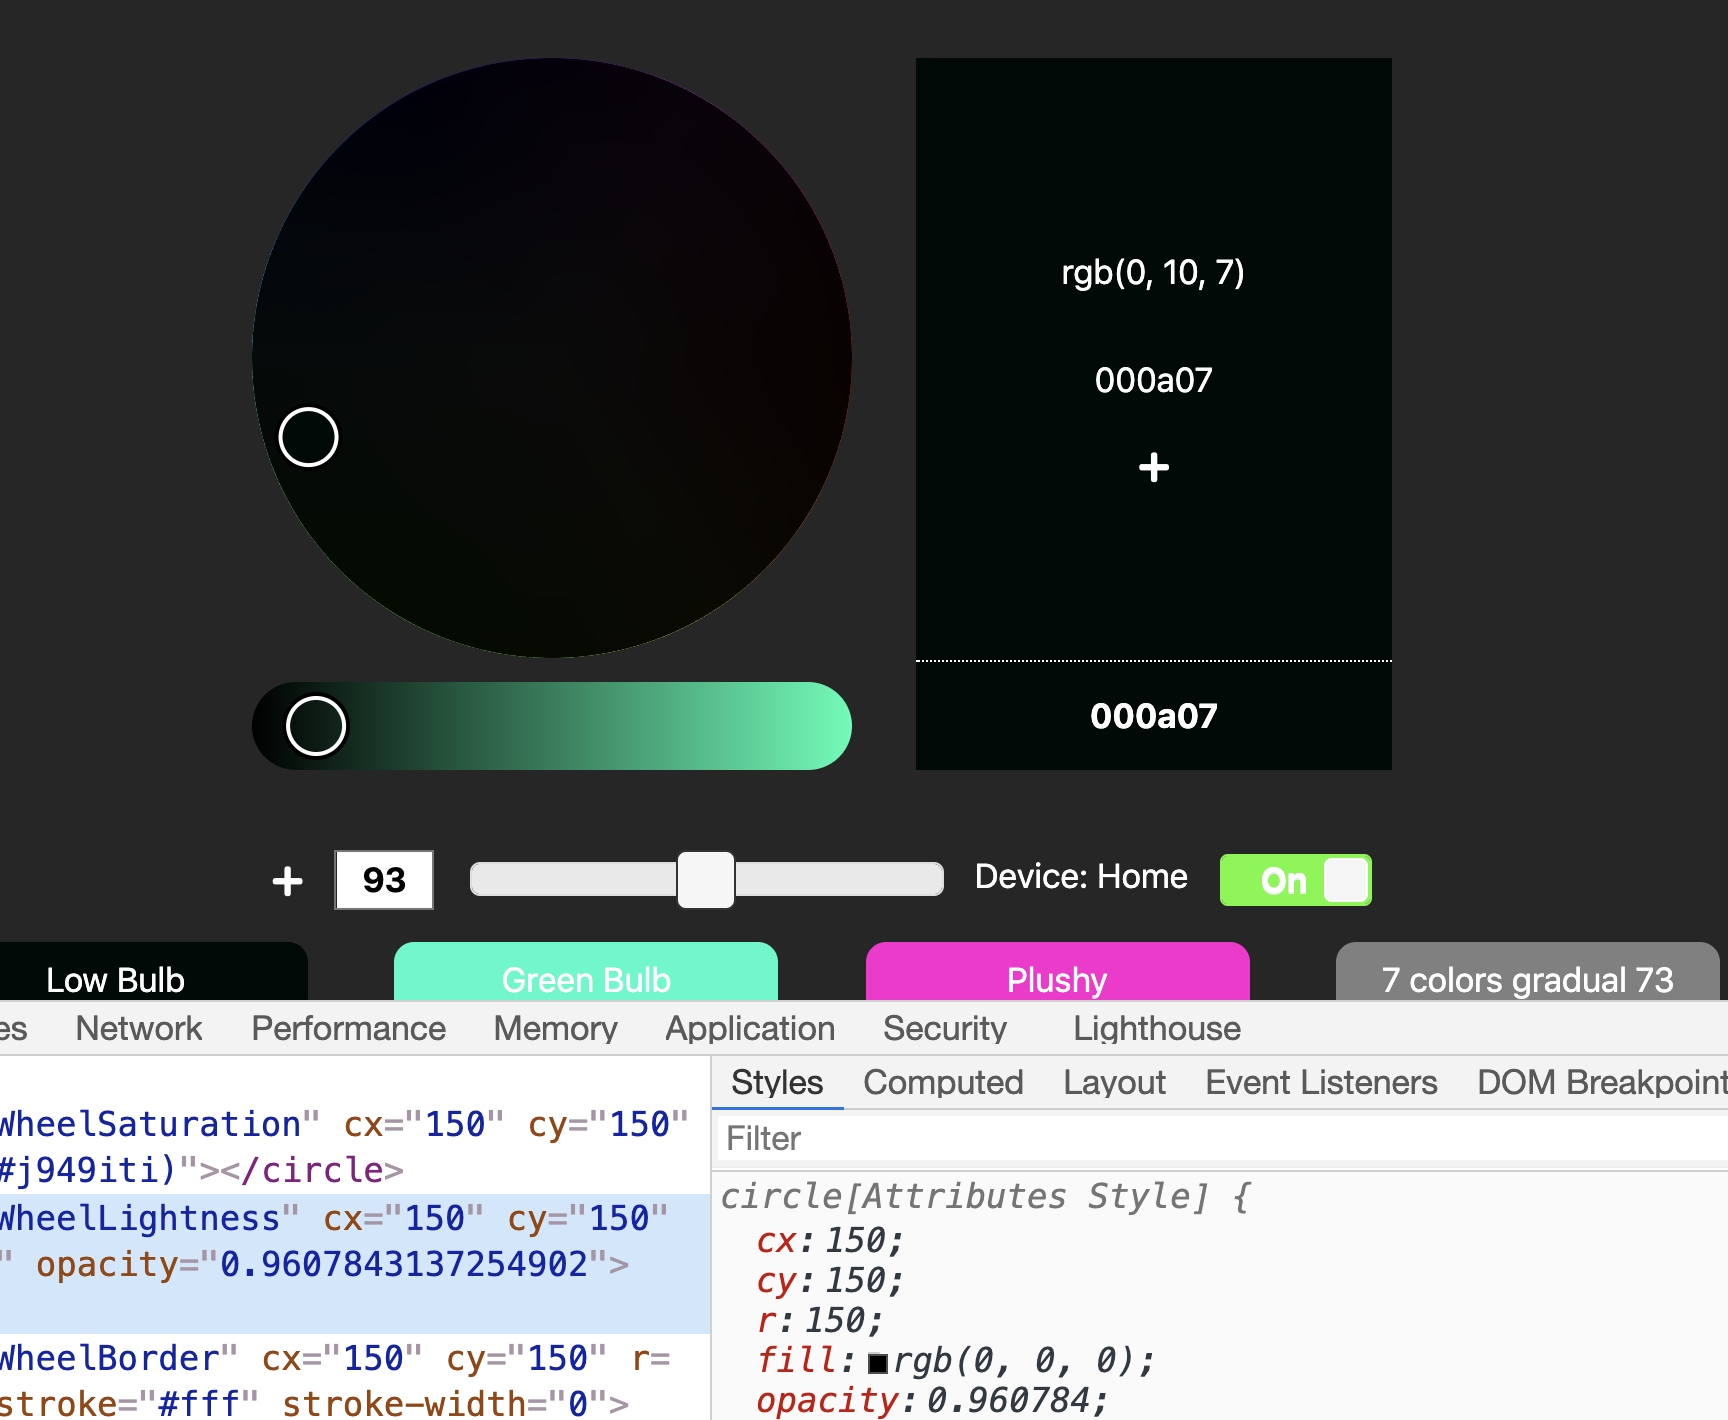 rgb(0, 10, 7)
000a07
+
000a07
+ 93 Device: Home On
Low Bulb Green Bulb Plushy 7 colors gradual 73
es Network Performance Memory Application Security Lighthouse
Styles Computed Layout Event Listeners DOM Breakpoint
Filter
WheelSaturation" cx="150" cy="150"
#j949iti)"></circle>
WheelLightness" cx="150" cy="150"
" opacity="0.9607843137254902">
WheelBorder" cx="150" cy="150" r=
stroke="#fff" stroke-width="0">
circle[Attributes Style] {
cx: 150;
cy: 150;
r: 150;
fill: rgb(0, 0, 0);
opacity: 0.960784;